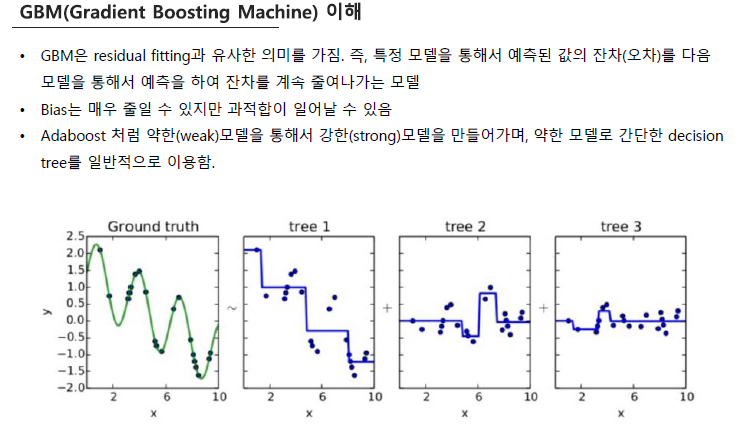 GBM(Gradient Boosting Machine) 이해
• GBM은 residual fitting과 유사한 의미를 가짐. 즉, 특정 모델을 통해서 예측된 값의 잔차(오차)를 다음
모델을 통해서 예측을 하여 잔차를 계속 줄여나가는 모델
• Bias는 매우 줄일 수 있지만 과적합이 일어날 수 있음
• Adaboost 처럼 약한(weak)모델을 통해서 강한(strong)모델을 만들어가며, 약한 모델로 간단한 decision
tree를 일반적으로 이용함.
Ground truth tree 1 tree 2 tree 3
2.5
2.0
1.5
1.0
0.5
y 0.0 ~ + +
−0.5
−1.0
−1.5
−2.0
2 6 10 2 6 10 2 6 10 2 6 10
x x x x